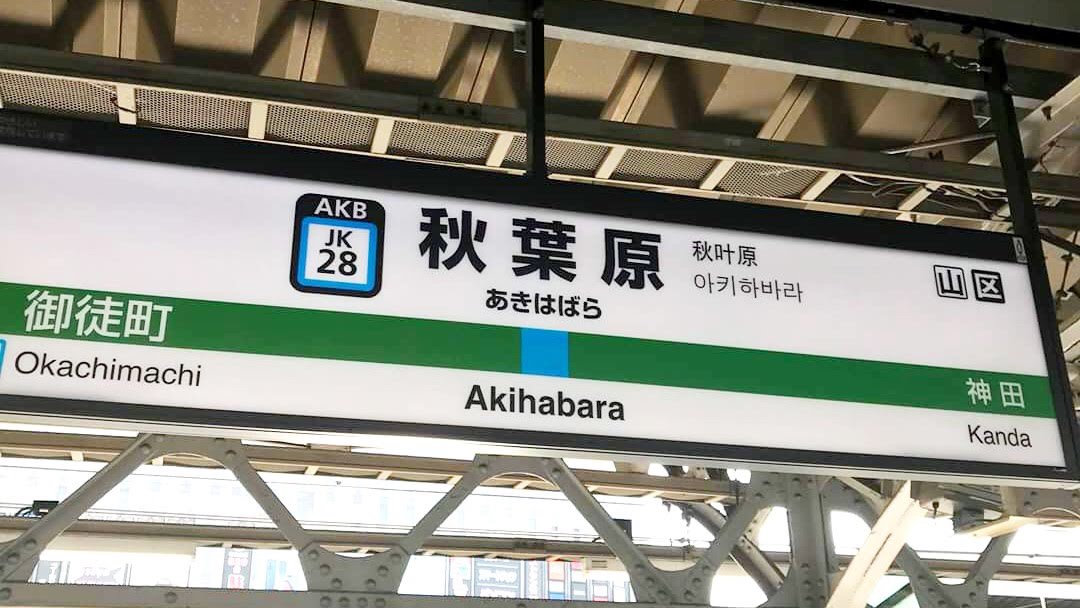 AKB
JK
28
秋葉原
秋叶原
아키하바라
あきはばら
山 区
御徒町
Okachimachi
Akihabara
神田
Kanda